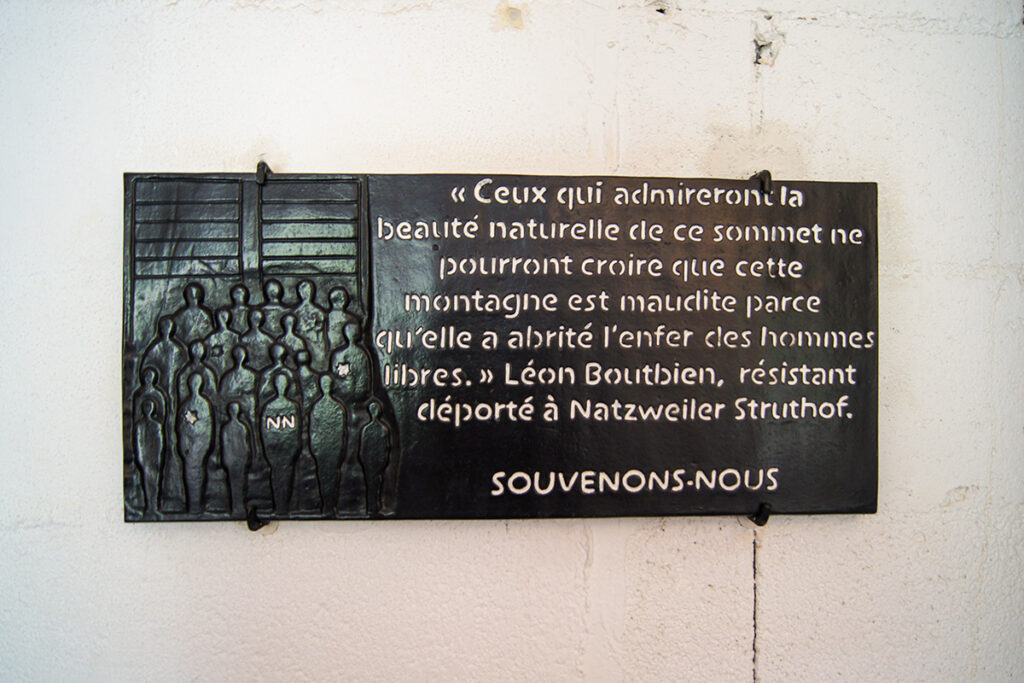 « Ceux qui admireront la
beauté naturelle de ce sommet ne
pourront croire que cette
montagne est maudite parce
qu'elle a abrité l'enfer des hommes
libres. » Léon Boutbien, résistant
déporté à Natzweiler Struthof.
NN
SOUVENONS-NOUS